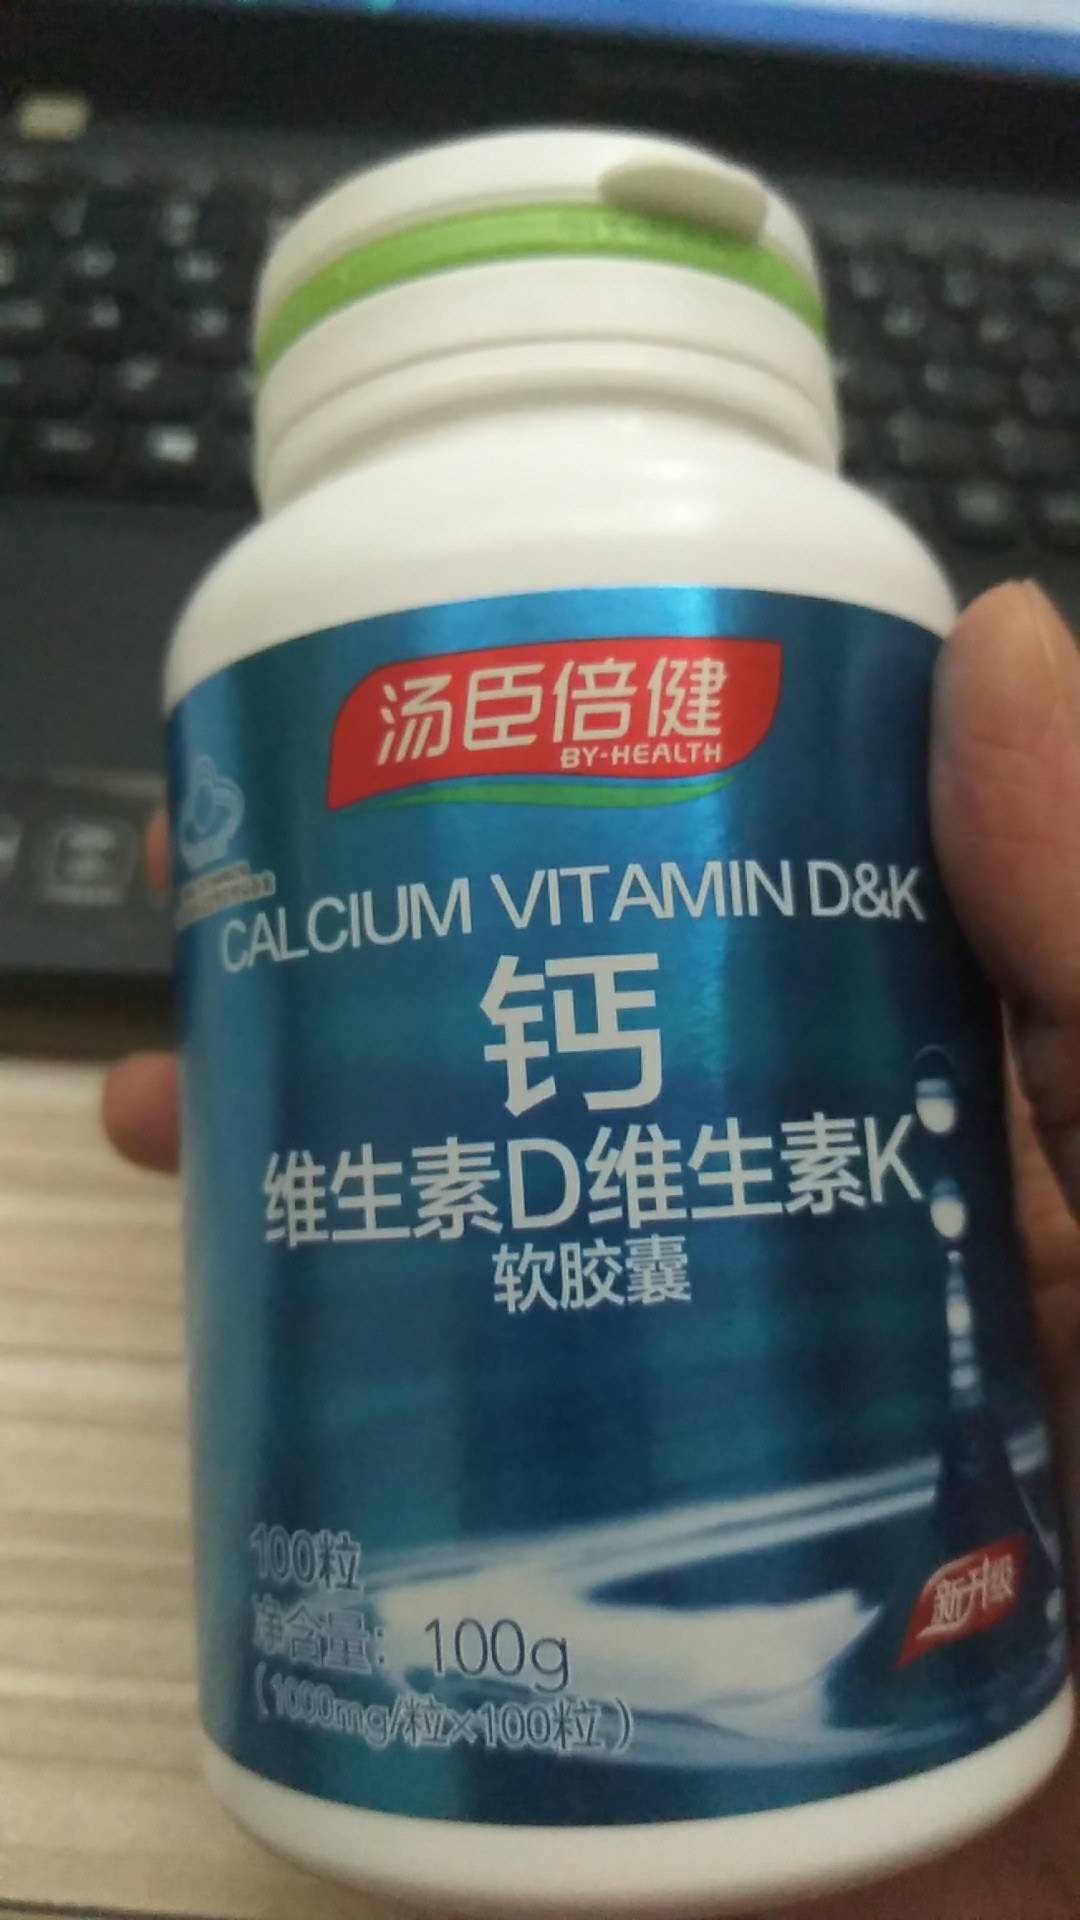 汤臣倍健
BY-HEALTH
CALCIUM VITAMIN D&K
钙
维生素D维生素K
软胶囊
100粒
净含量：100g
（1000mg/粒×100粒）
新升级